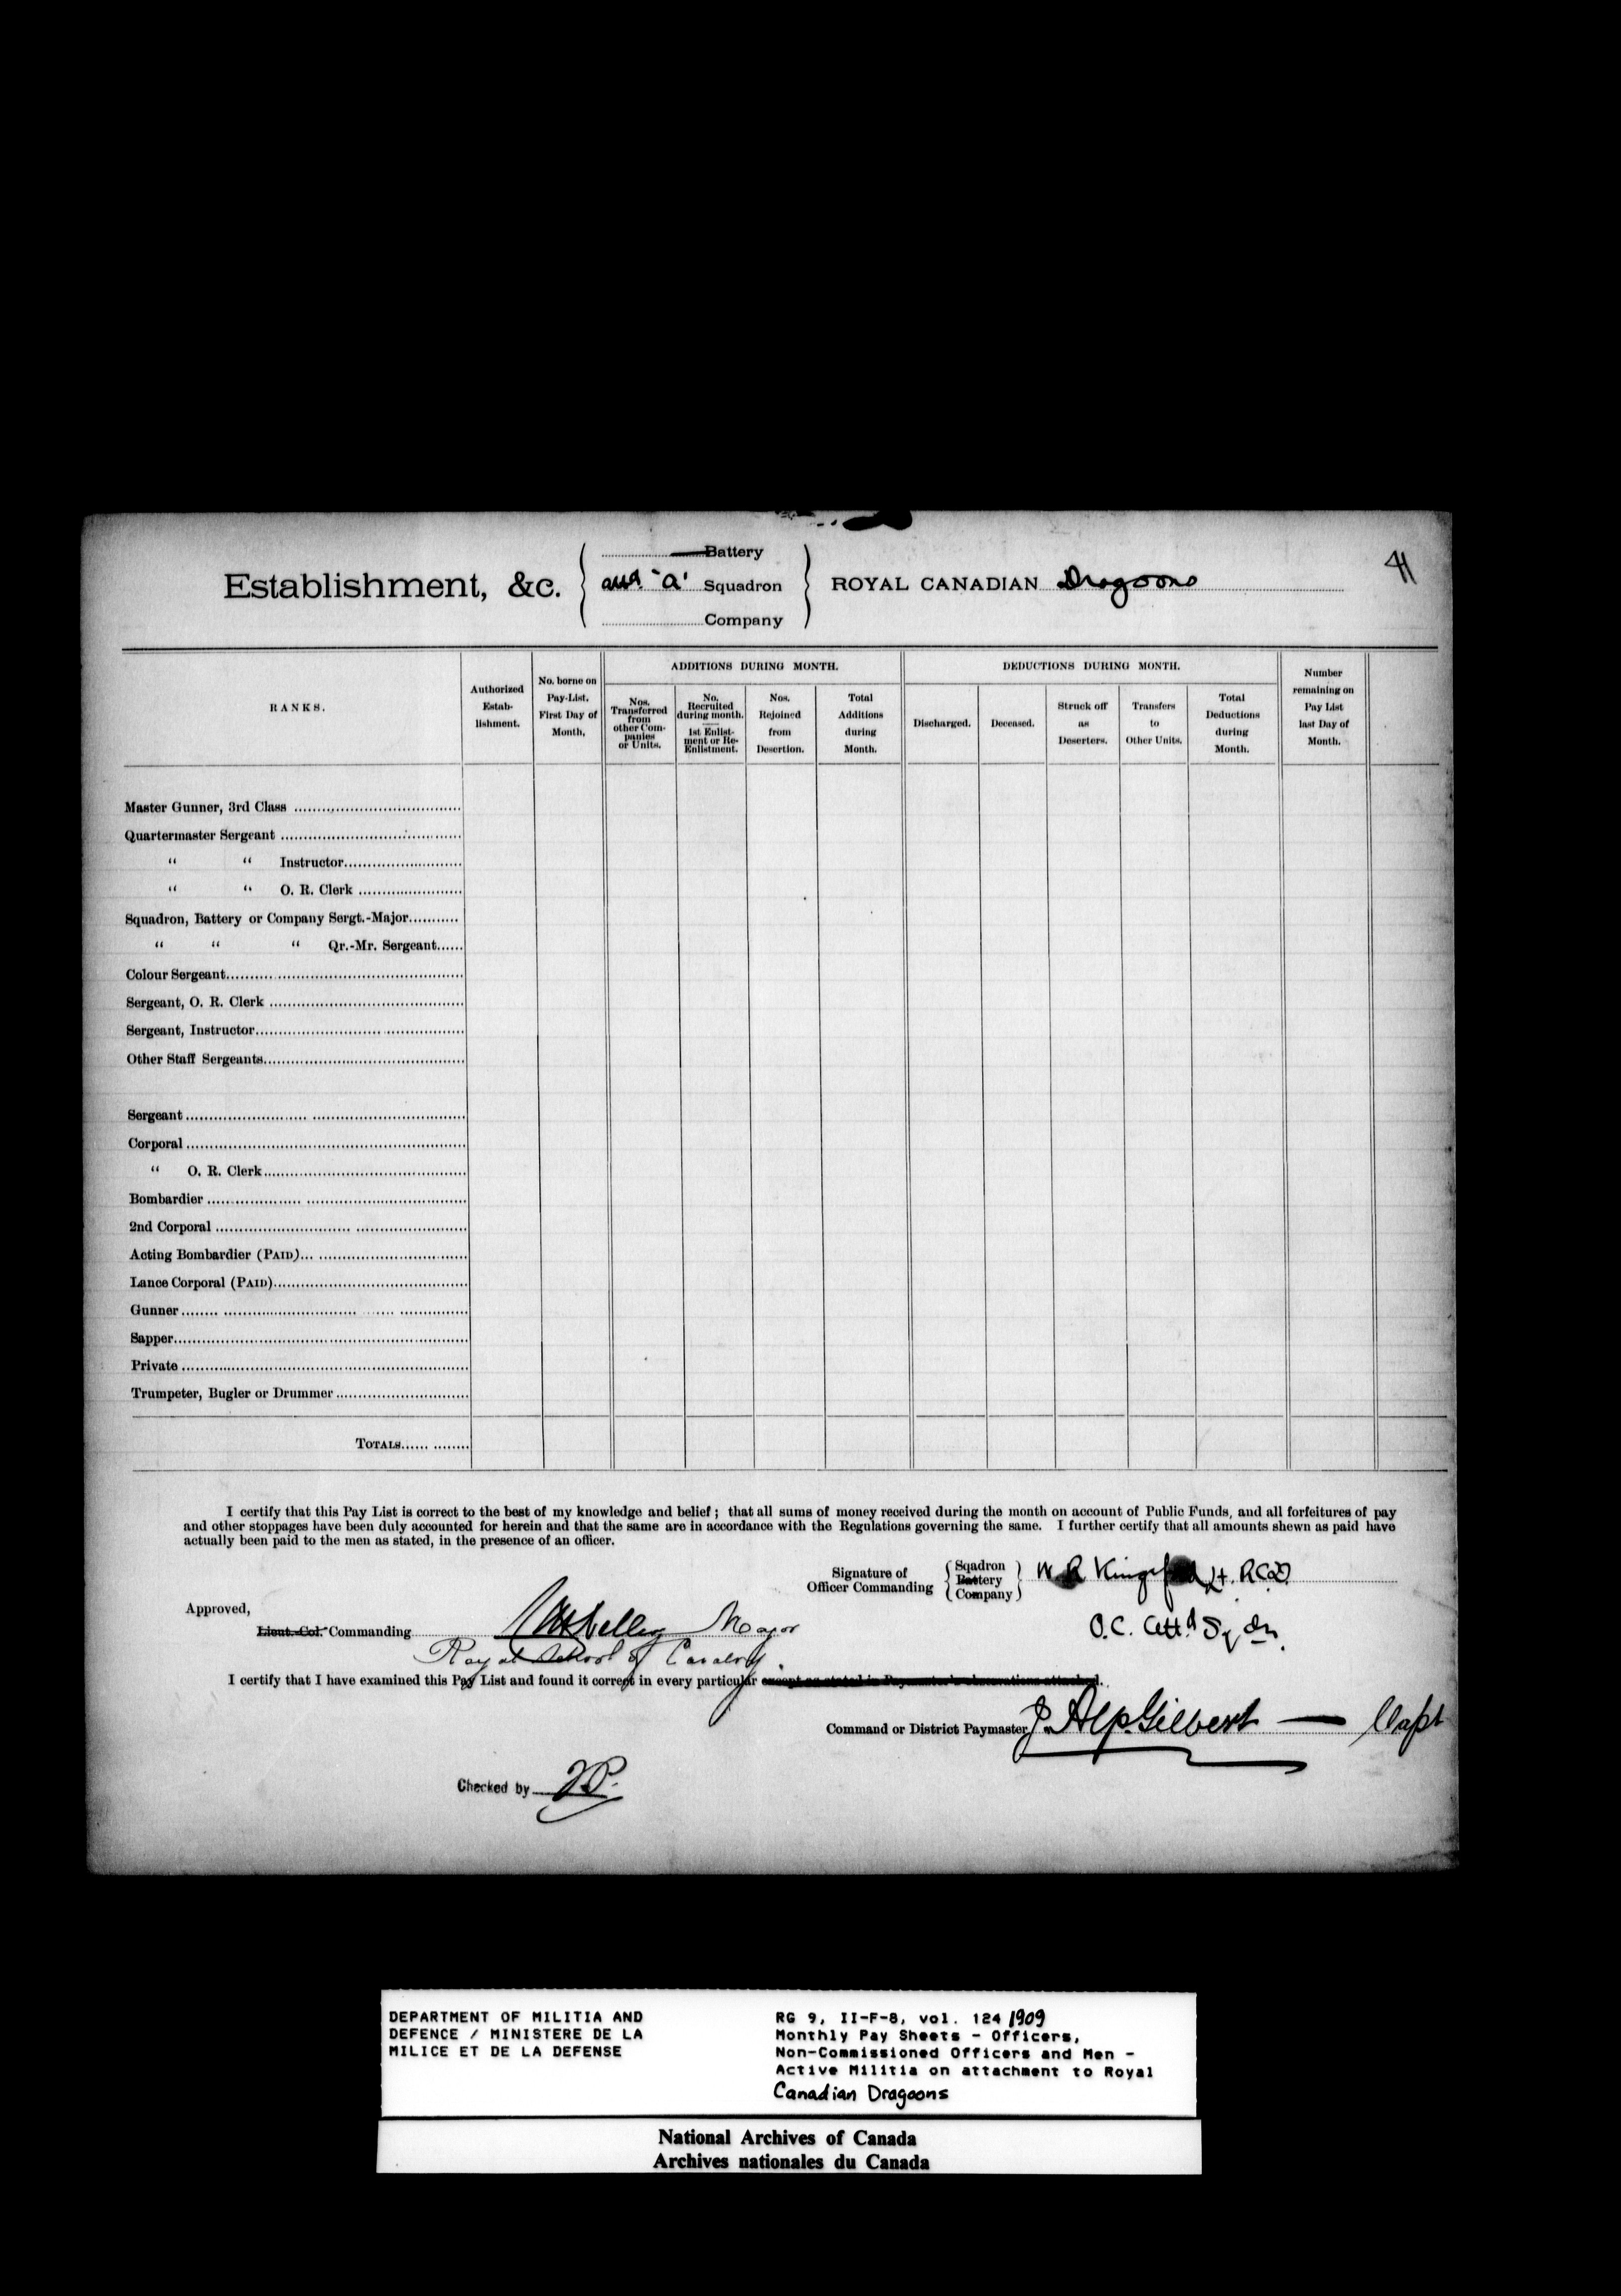 Battery
Establishment, &c. "a" Squadron ROYAL CANADIAN Dragoons
Company
41
RANKS.
Authorized Estab-lishment.
No. borne on Pay-List. First Day of Month,
ADDITIONS DURING MONTH.
Nos. Transferred from other Com-panies or Units.
No. Recruited during month. 1st Enlist-ment or Re-Enlistment.
Nos. Rejoined from Desertion.
Total Additions during Month.
DEDUCTIONS DURING MONTH.
Discharged.
Deceased.
Struck off as Deserters.
Transfers to Other Units.
Total Deductions during Month.
Number remaining on Pay List last Day of Month.
Master Gunner, 3rd Class
Quartermaster Sergeant
" " Instructor
" " O. R. Clerk
Squadron, Battery or Company Sergt.-Major
" " " Qr.-Mr. Sergeant
Colour Sergeant
Sergeant, O. R. Clerk
Sergeant, Instructor
Other Staff Sergeants
Sergeant
Corporal
" O. R. Clerk
Bombardier
2nd Corporal
Acting Bombardier (PAID)
Lance Corporal (PAID)
Gunner
Sapper
Private
Trumpeter, Bugler or Drummer
TOTALS
I certify that this Pay List is correct to the best of my knowledge and belief; that all sums of money received during the month on account of Public Funds, and all forfeitures of pay
and other stoppages have been duly accounted for herein and that the same are in accordance with the Regulations governing the same. I further certify that all amounts shewn as paid have
actually been paid to the men as stated, in the presence of an officer.
Signature of Officer Commanding
Sqadron
Battery
Company
W R Kingsford Lt. R.C.D.
O.C. Att.d Sqdn.
Approved,
Lieut.-Col. Commanding Major
Royal School of Cavalry.
I certify that I have examined this Pay List and found it correct in every particular except as stated in Paymaster's observations attached.
Command or District Paymaster Gilbert — Capt
Checked by
DEPARTMENT OF MILITIA AND
DEFENCE / MINISTERE DE LA
MILICE ET DE LA DEFENSE
RG 9, II-F-8, vol. 124 1909
Monthly Pay Sheets - Officers,
Non-Commissioned Officers and Men -
Active Militia on attachment to Royal
Canadian Dragoons
National Archives of Canada
Archives nationales du Canada